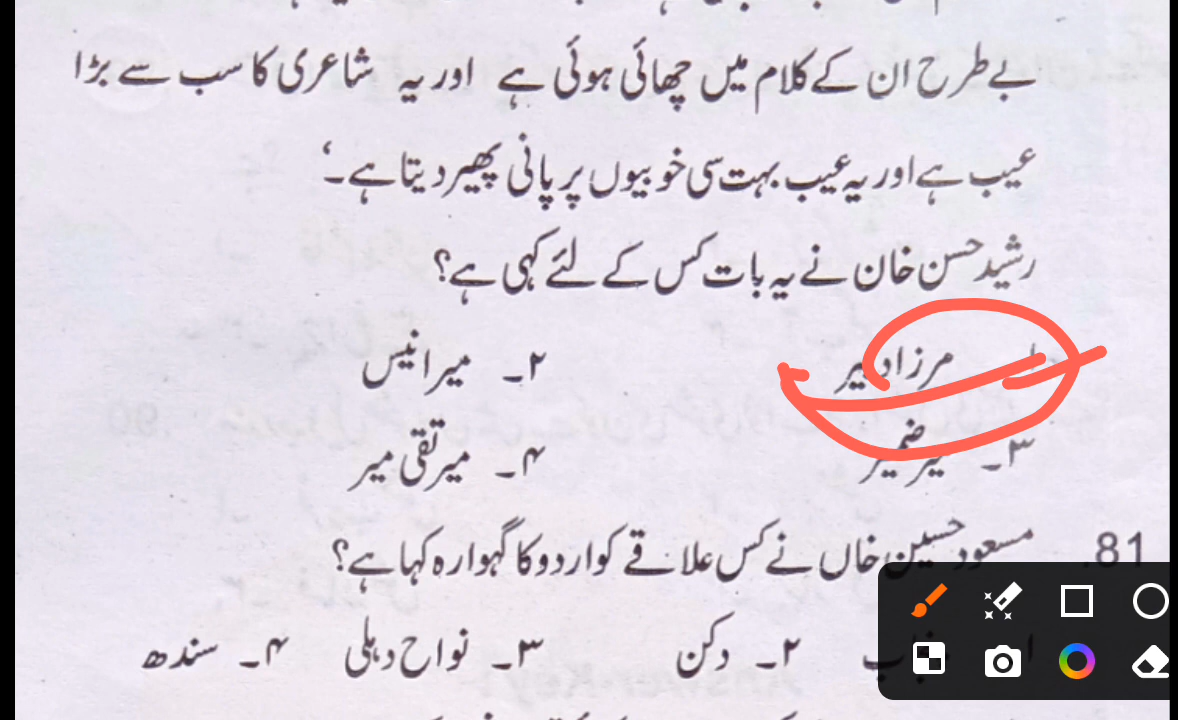 بے طرح ان کے کلام میں چھائی ہوئی ہے اور یہ شاعری کا سب سے بڑا
عیب ہے اور یہ عیب بہت سی خوبیوں پر پانی پھیر دیتا ہے۔‘
رشید حسن خان نے یہ بات کس کے لئے کہی ہے؟
مرزا دبیر ۲۔ میر انیس
۳۔ میر ضمیر ۴۔ میر تقی میر
81. مسعود حسین خاں نے کس علاقے کو اردو کا گہوارہ کہا ہے؟
۲۔ دکن ۳۔ نواح دہلی ۴۔ سندھ